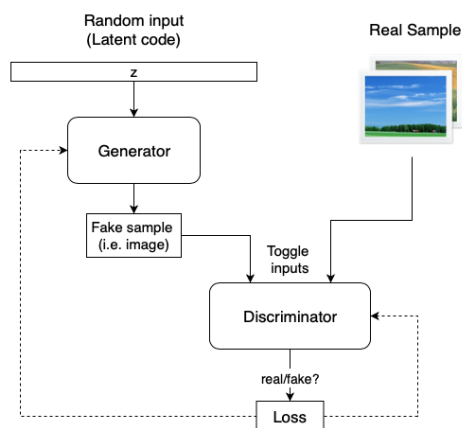 Random input
(Latent code)
Real Sample
z
Generator
Fake sample
(i.e. image)
Toggle
inputs
Discriminator
real/fake?
Loss